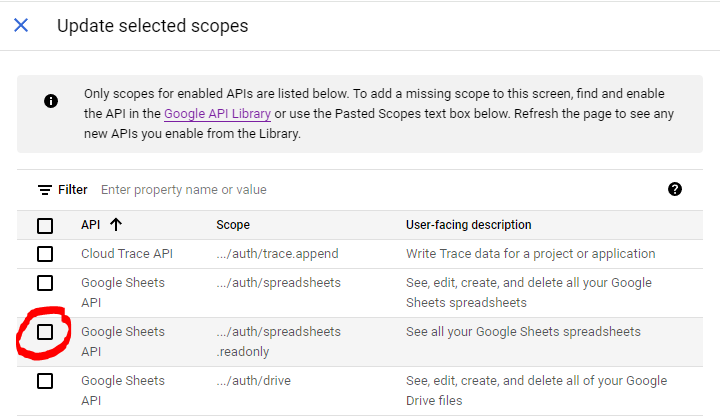 Update selected scopes
Only scopes for enabled APIs are listed below. To add a missing scope to this screen, find and enable
the API in the Google API Library or use the Pasted Scopes text box below. Refresh the page to see any
new APIs you enable from the Library.
Filter Enter property name or value
API Scope User-facing description
Cloud Trace API .../auth/trace.append Write Trace data for a project or application
Google Sheets .../auth/spreadsheets See, edit, create, and delete all your Google
API Sheets spreadsheets
Google Sheets .../auth/spreadsheets See all your Google Sheets spreadsheets
API .readonly
Google Sheets .../auth/drive See, edit, create, and delete all of your Google
API Drive files